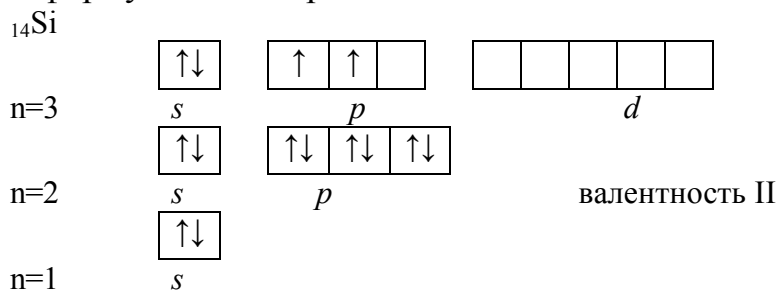 ₁₄Si
↑↓ ↑ ↑
n=3 s p d
↑↓ ↑↓ ↑↓ ↑↓
n=2 s p валентность II
↑↓
n=1 s